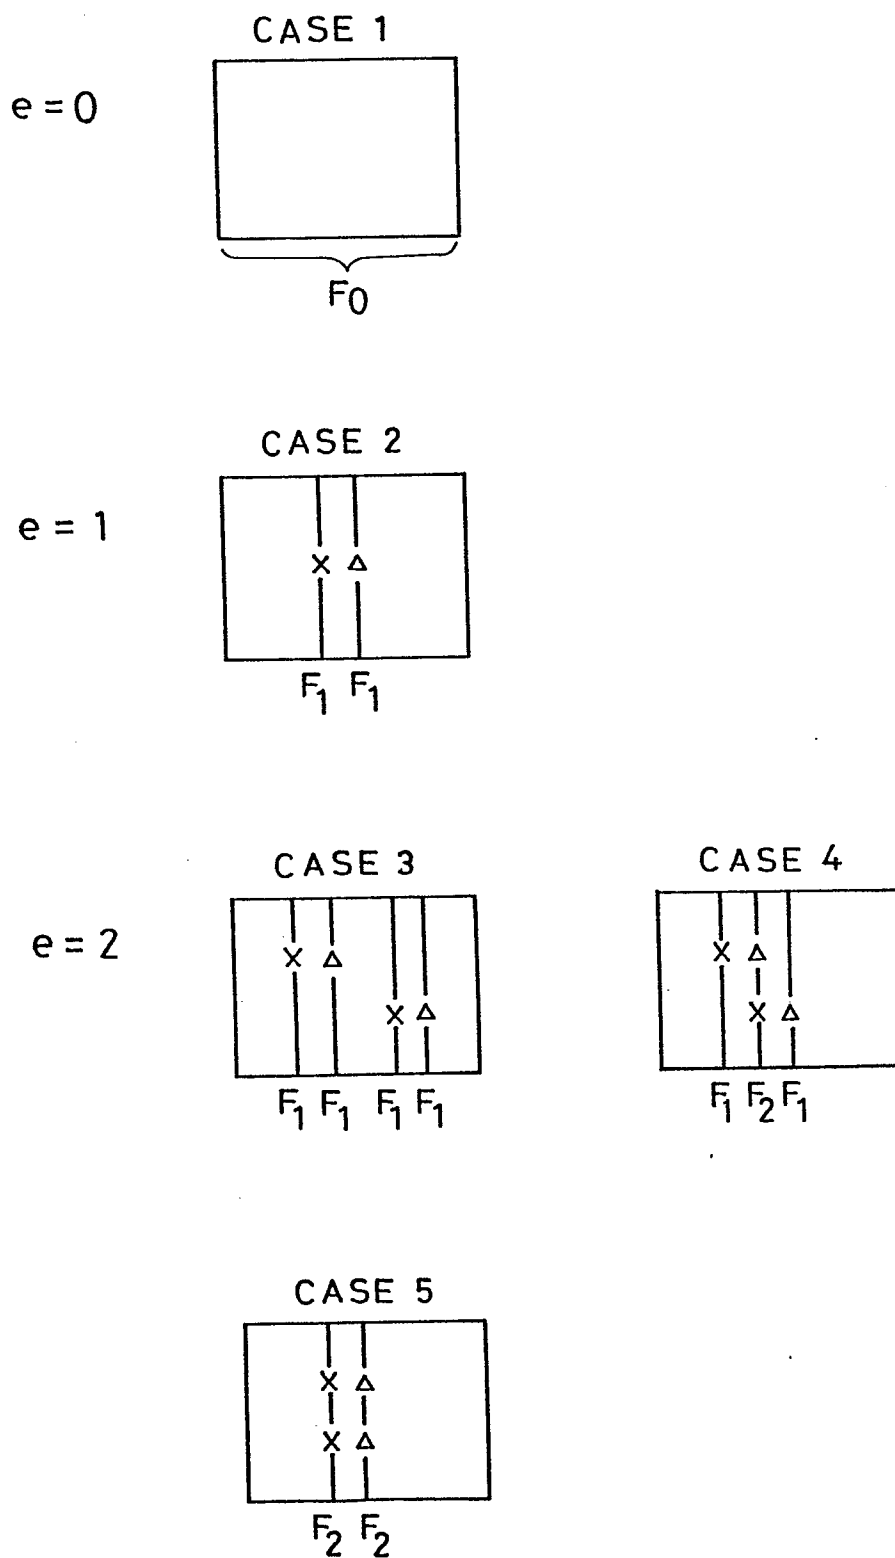 CASE 1
e = 0
F0
CASE 2
e = 1
× Δ
F1 F1
CASE 3
CASE 4
e = 2
× Δ
× Δ
× Δ
× Δ
F1 F1 F1 F1
F1 F2 F1
CASE 5
× Δ
× Δ
F2 F2